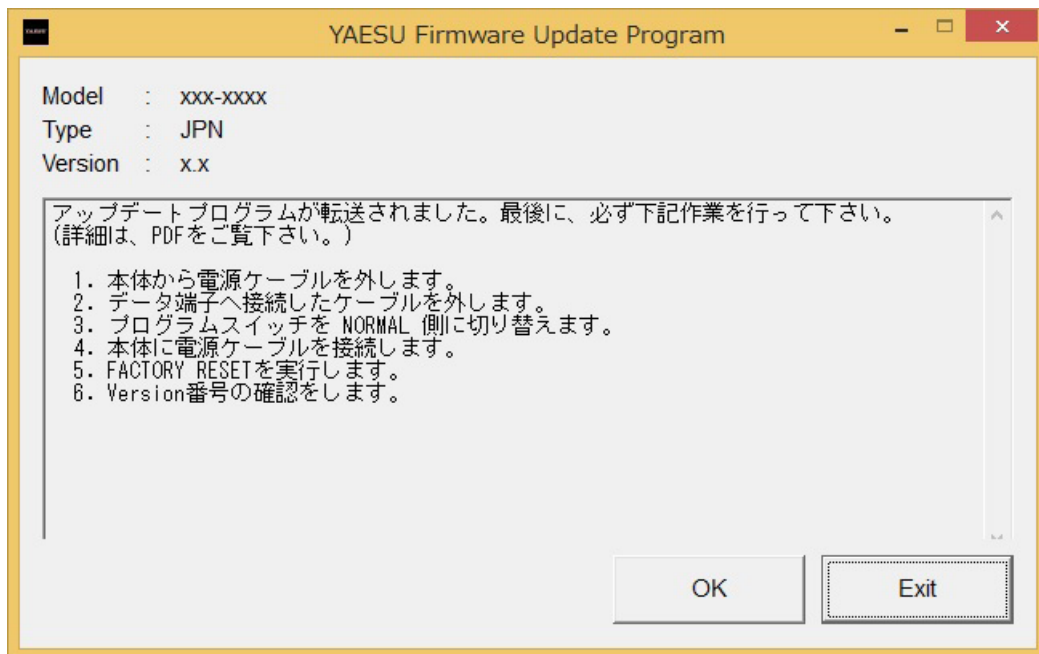 YAESU
YAESU Firmware Update Program
Model : xxx-xxxx
Type : JPN
Version : x.x
アップデートプログラムが転送されました。最後に、必ず下記作業を行って下さい。
(詳細は、PDFをご覧下さい。)
1. 本体から電源ケーブルを外します。
2. データ端子へ接続したケーブルを外します。
3. プログラムスイッチを NORMAL 側に切り替えます。
4. 本体に電源ケーブルを接続します。
5. FACTORY RESETを実行します。
6. Version番号の確認をします。
OK
Exit